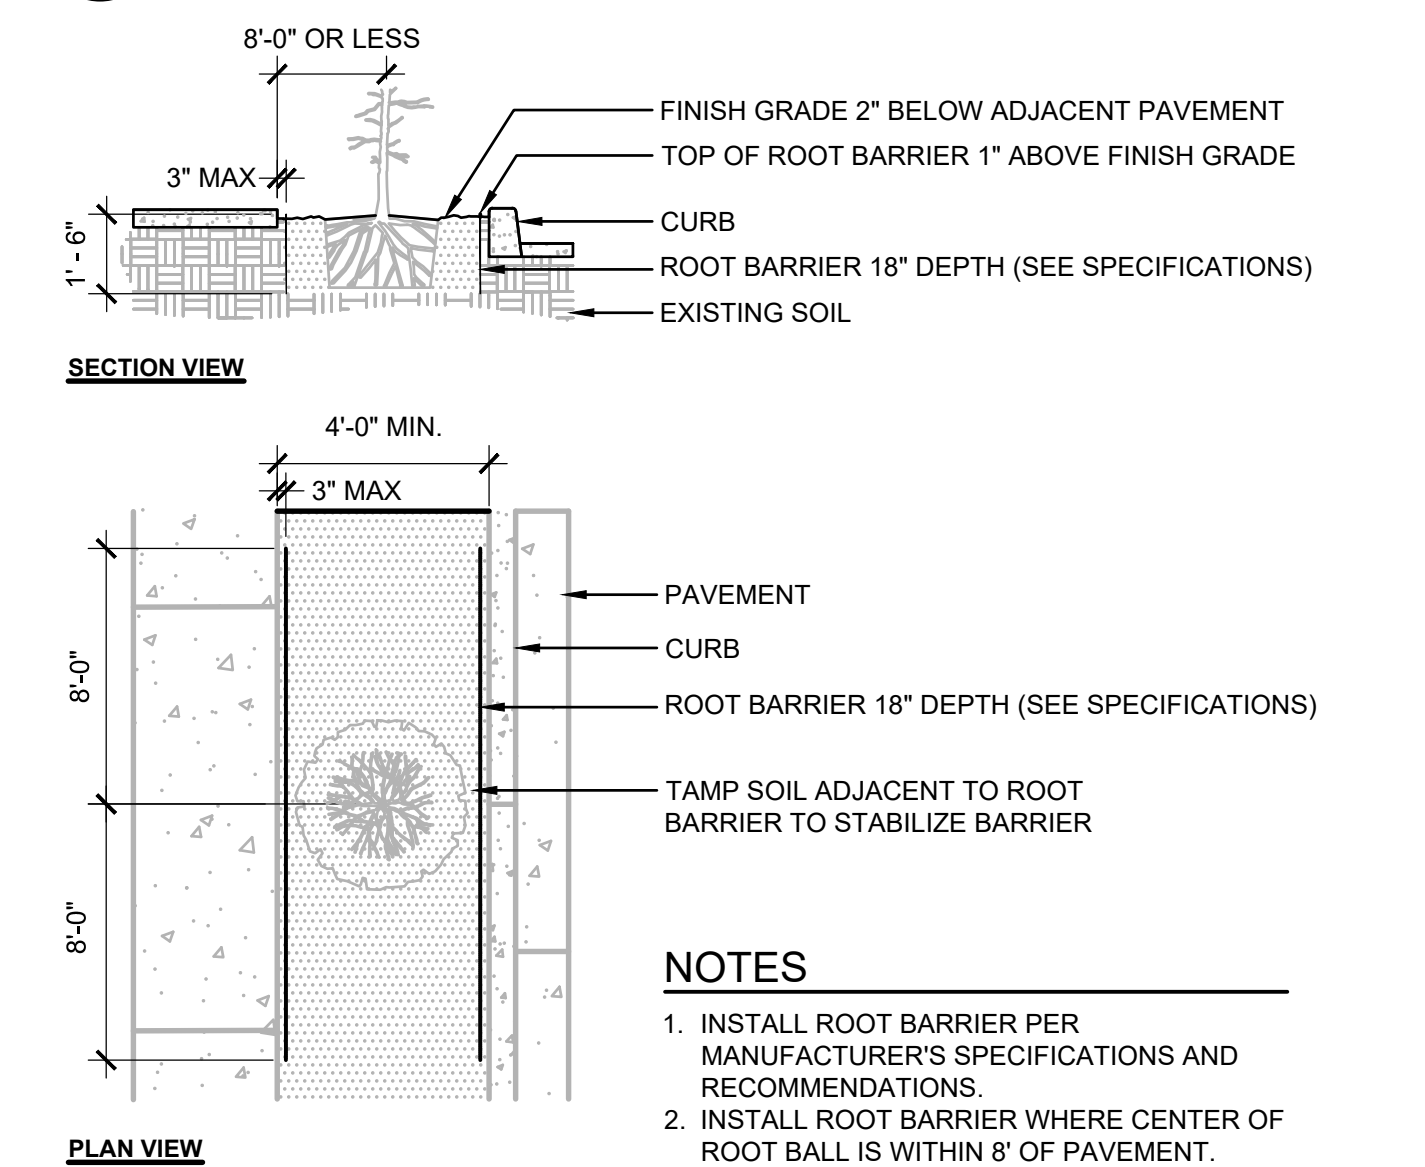 8'-0" OR LESS
FINISH GRADE 2" BELOW ADJACENT PAVEMENT
TOP OF ROOT BARRIER 1" ABOVE FINISH GRADE
3" MAX
CURB
1' - 6"
ROOT BARRIER 18" DEPTH (SEE SPECIFICATIONS)
EXISTING SOIL
SECTION VIEW
4'-0" MIN.
3" MAX
PAVEMENT
CURB
8'-0"
ROOT BARRIER 18" DEPTH (SEE SPECIFICATIONS)
TAMP SOIL ADJACENT TO ROOT
BARRIER TO STABILIZE BARRIER
8'-0"
NOTES
1. INSTALL ROOT BARRIER PER
MANUFACTURER'S SPECIFICATIONS AND
RECOMMENDATIONS.
2. INSTALL ROOT BARRIER WHERE CENTER OF
ROOT BALL IS WITHIN 8' OF PAVEMENT.
PLAN VIEW